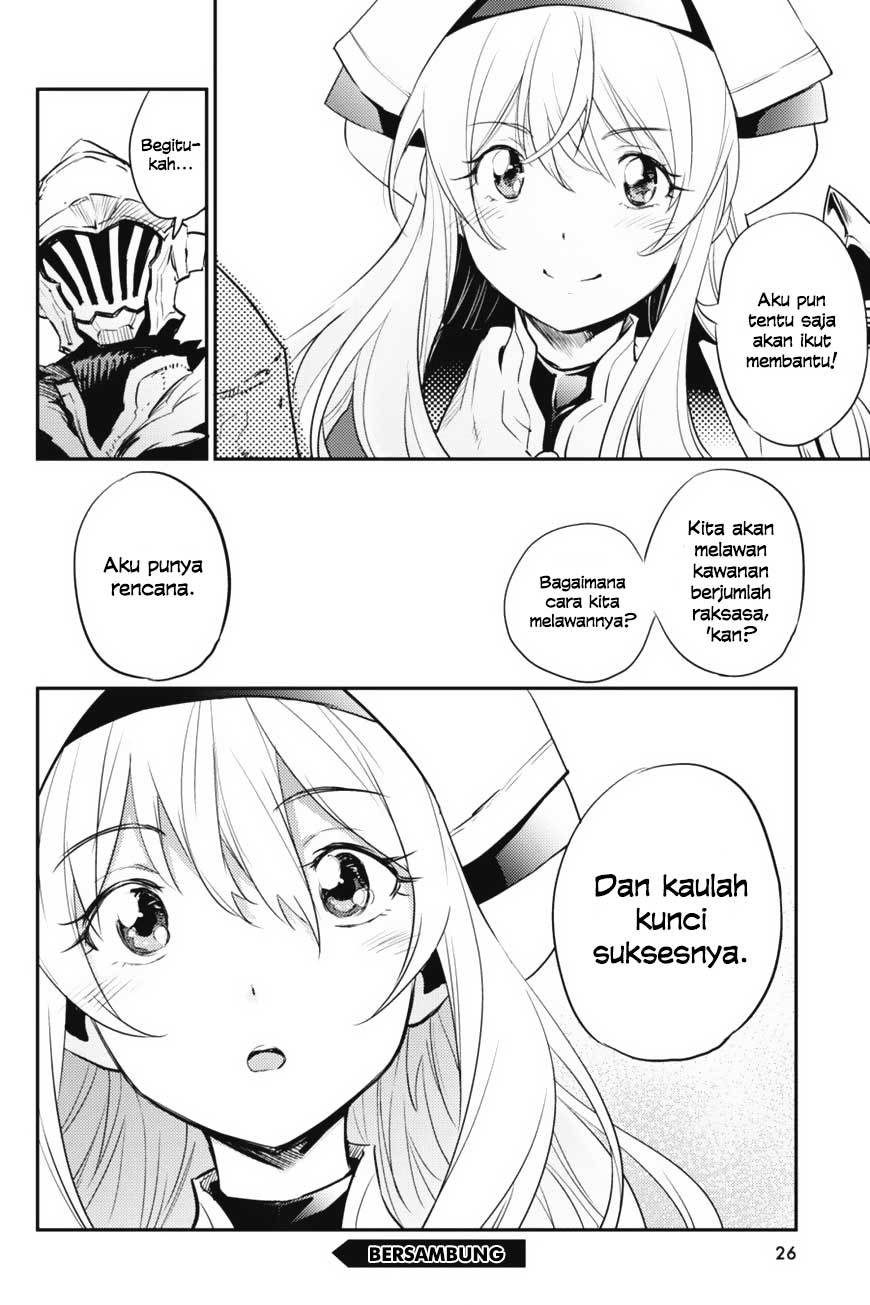 Aku pun
tentu saja
akan ikut
membantu!
Begitu-
kah...
Kita akan
melawan
kawanan
berjumlah
raksasa,
'kan?
Bagaimana
cara kita
melawannya?
Aku punya
rencana.
Dan kaulah
kunci
suksesnya.
BERSAMBUNG
26